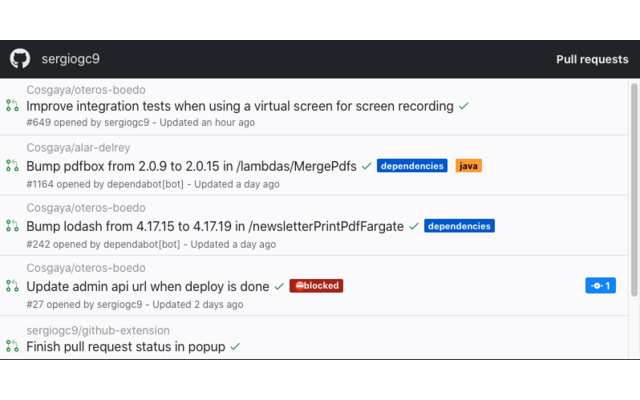 sergiogc9 Pull requests
Cosgaya/oteros-boedo
Improve integration tests when using a virtual screen for screen recording
#649 opened by sergiogc9 - Updated an hour ago
Cosgaya/alar-delrey
Bump pdfbox from 2.0.9 to 2.0.15 in /lambdas/MergePdfs dependencies java
#1164 opened by dependabot[bot] - Updated a day ago
Cosgaya/oteros-boedo
Bump lodash from 4.17.15 to 4.17.19 in /newsletterPrintPdfFargate dependencies
#242 opened by dependabot[bot] - Updated a day ago
Cosgaya/oteros-boedo
Update admin api url when deploy is done blocked 1
#27 opened by sergiogc9 - Updated 2 days ago
sergiogc9/github-extension
Finish pull request status in popup